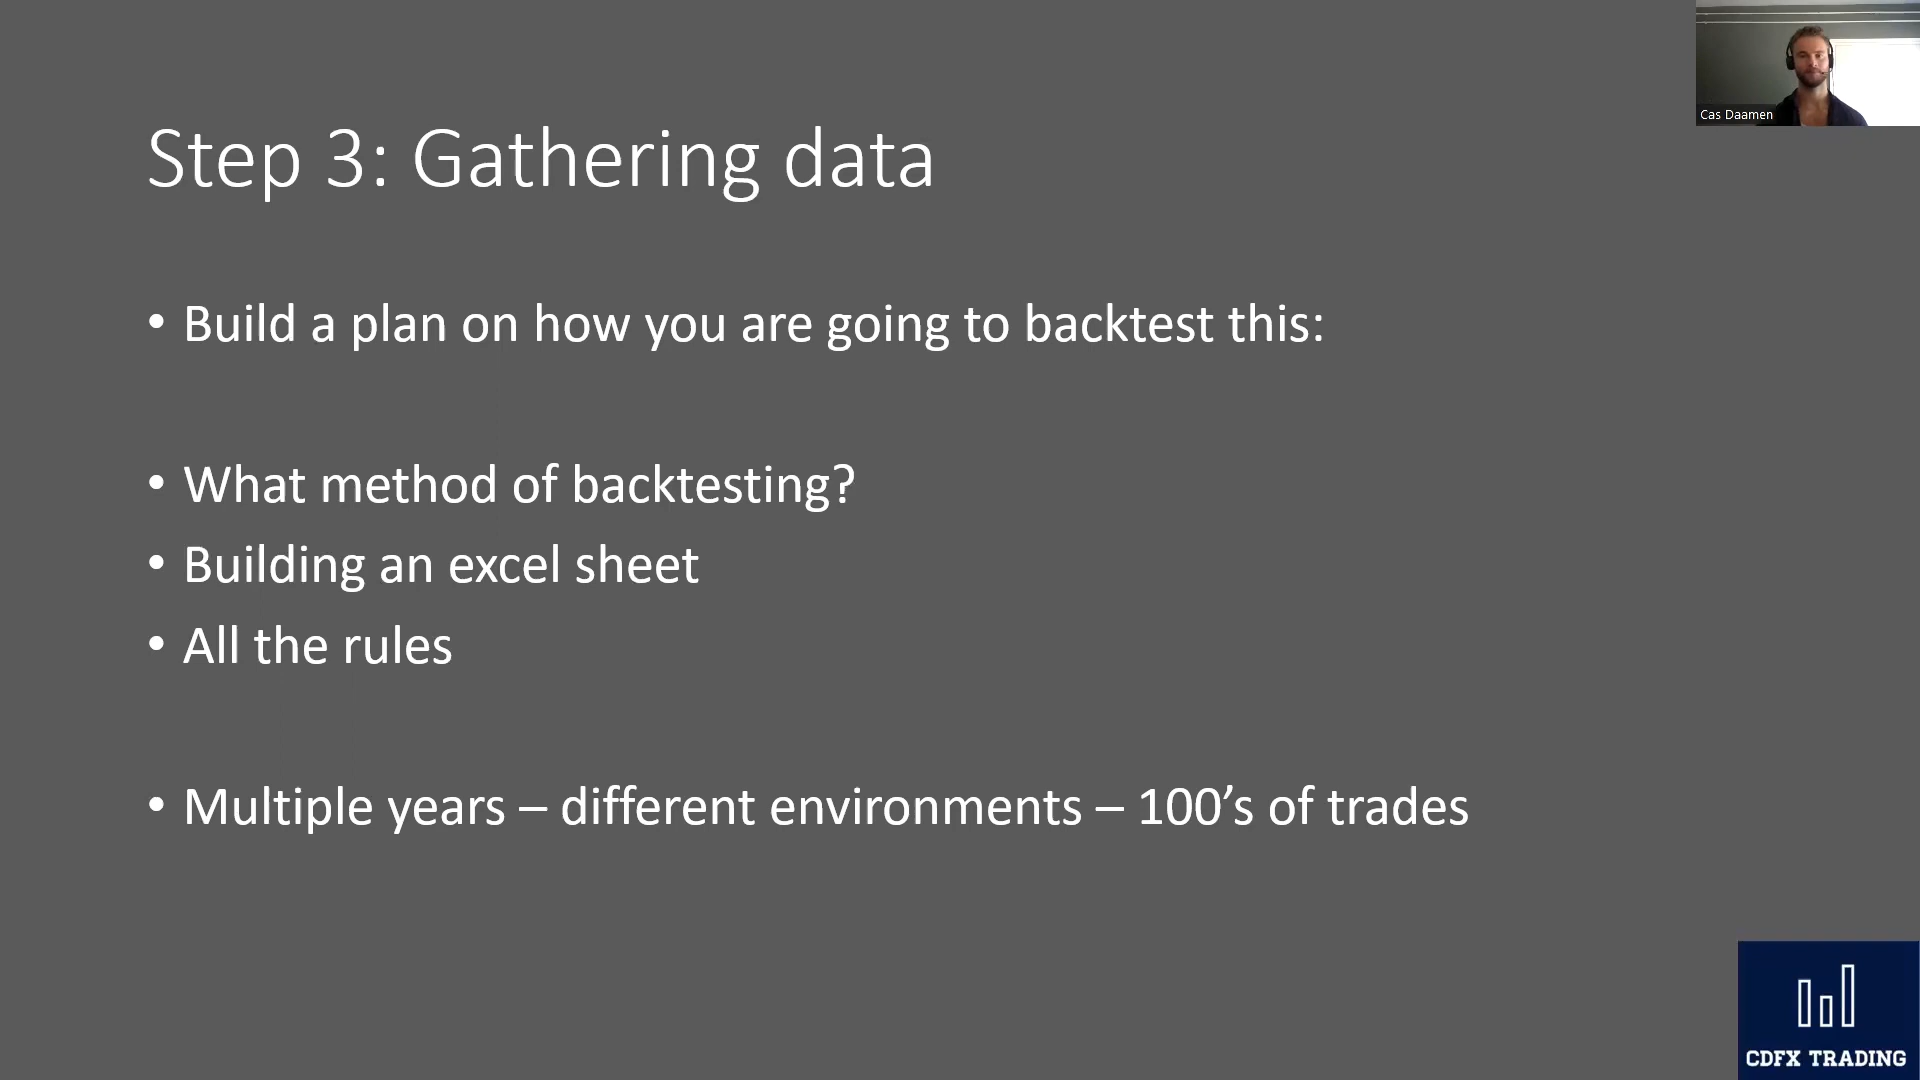 Cas Daamen
Step 3: Gathering data
• Build a plan on how you are going to backtest this:
• What method of backtesting?
• Building an excel sheet
• All the rules
• Multiple years – different environments – 100’s of trades
CDFX TRADING